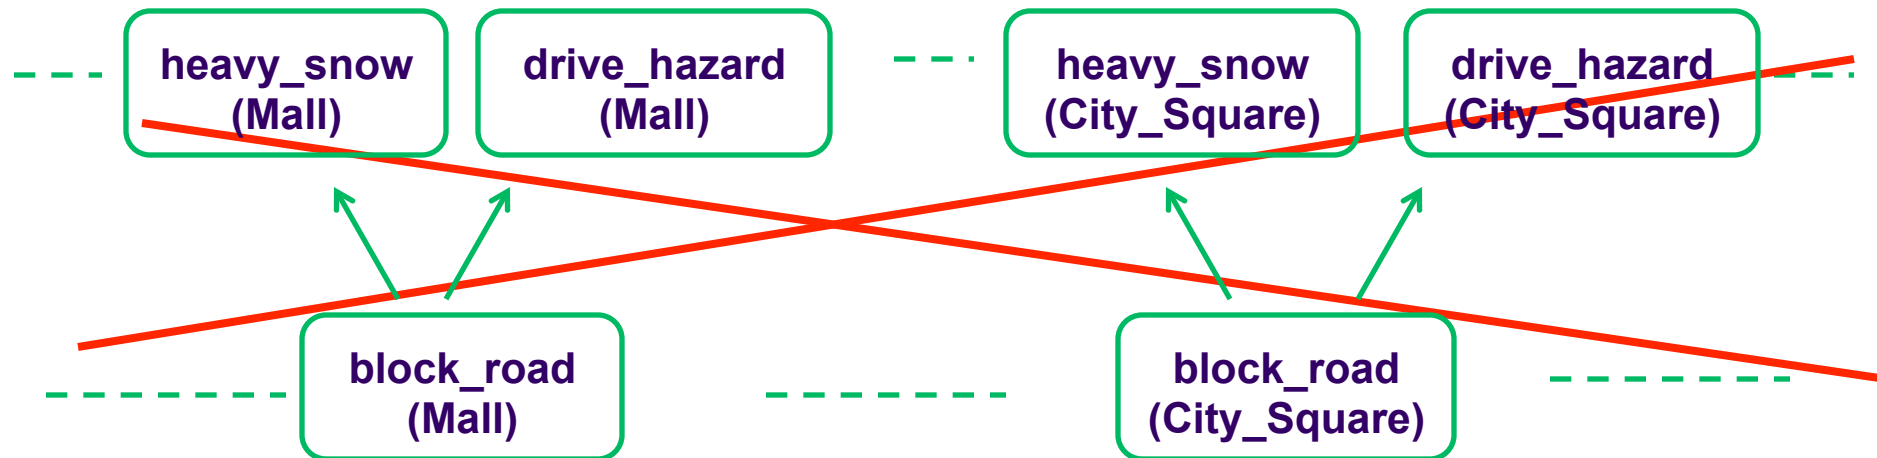 heavy_snow
(Mall)
drive_hazard
(Mall)
heavy_snow
(City_Square)
drive_hazard
(City_Square)
block_road
(Mall)
block_road
(City_Square)